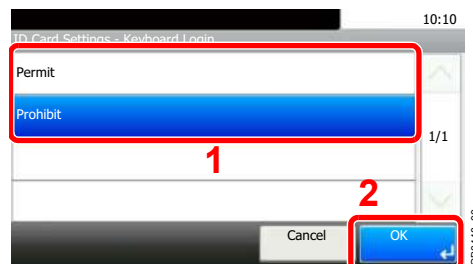 10:10
ID Card Settings - Keyboard Login
Permit
Prohibit
1/1
1
2
Cancel
OK